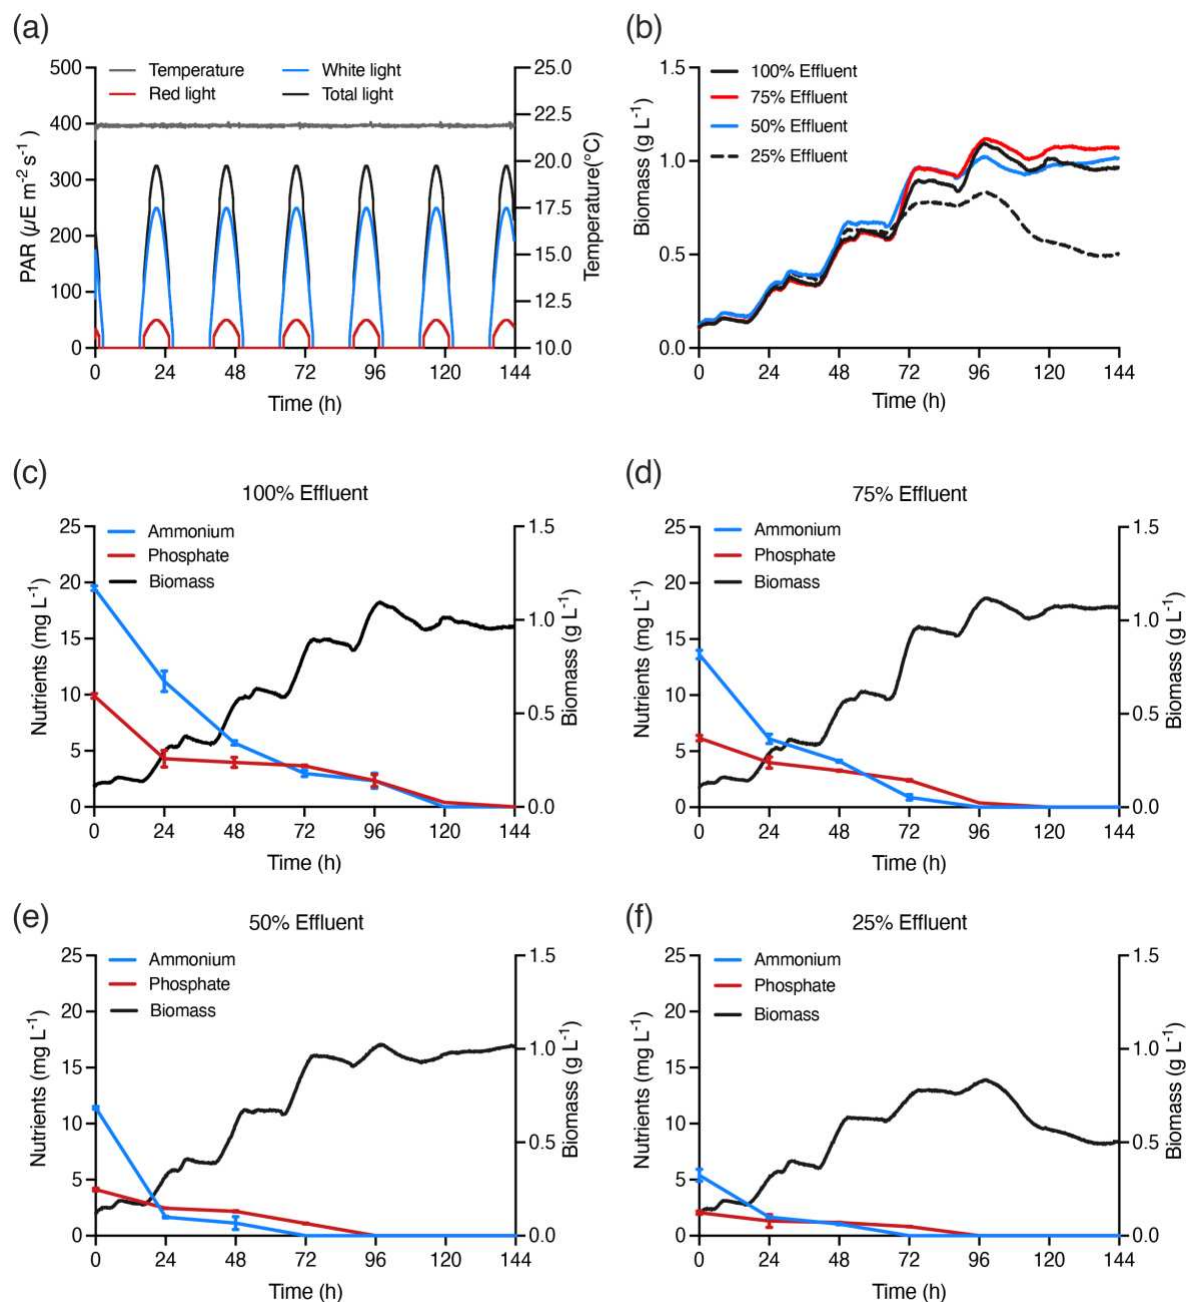 (a)
Temperature
White light
Red light
Total light
500
400
300
200
100
0
PAR (µE m-2 s-1)
25.0
22.5
20.0
17.5
15.0
12.5
10.0
Temperature(°C)
0 24 48 72 96 120 144
Time (h)
(b)
100% Effluent
75% Effluent
50% Effluent
25% Effluent
1.5
1.0
0.5
0.0
Biomass (g L-1)
0 24 48 72 96 120 144
Time (h)
(c)
100% Effluent
Ammonium
Phosphate
Biomass
25
20
15
10
5
0
Nutrients (mg L-1)
1.5
1.0
0.5
0.0
Biomass (g L-1)
0 24 48 72 96 120 144
Time (h)
(d)
75% Effluent
Ammonium
Phosphate
Biomass
25
20
15
10
5
0
Nutrients (mg L-1)
1.5
1.0
0.5
0.0
Biomass (g L-1)
0 24 48 72 96 120 144
Time (h)
(e)
50% Effluent
Ammonium
Phosphate
Biomass
25
20
15
10
5
0
Nutrients (mg L-1)
1.5
1.0
0.5
0.0
Biomass (g L-1)
0 24 48 72 96 120 144
Time (h)
(f)
25% Effluent
Ammonium
Phosphate
Biomass
25
20
15
10
5
0
Nutrients (mg L-1)
1.5
1.0
0.5
0.0
Biomass (g L-1)
0 24 48 72 96 120 144
Time (h)